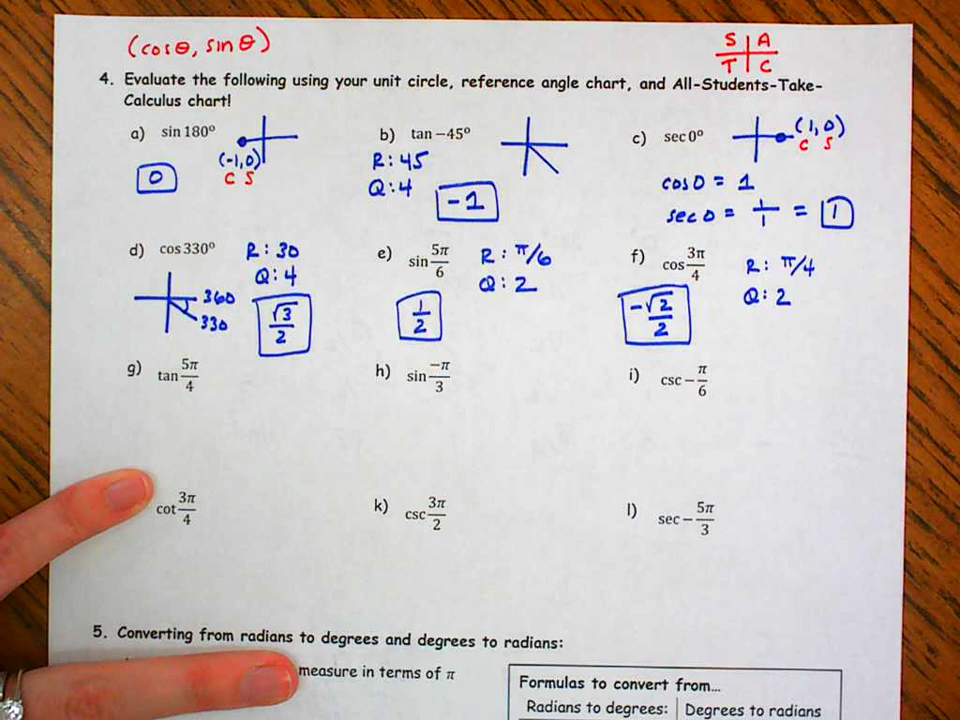 (cosθ, sinθ)
S A
T C
4. Evaluate the following using your unit circle, reference angle chart, and All-Students-Take-
Calculus chart!
a) sin 180°
(-1, 0)
C S
0
b) tan −45°
R: 45
Q: 4
-1
c) sec 0°
(1, 0)
C S
cos 0 = 1
sec 0 = 1/1 = 1
d) cos 330°
R: 30
Q: 4
360
330
√3/2
e) sin 5π/6
R: π/6
Q: 2
1/2
f) cos 3π/4
R: π/4
Q: 2
-√2/2
g) tan 5π/4
h) sin −π/3
i) csc − π/6
cot 3π/4
k) csc 3π/2
l) sec − 5π/3
5. Converting from radians to degrees and degrees to radians:
measure in terms of π
Formulas to convert from…
Radians to degrees: Degrees to radians